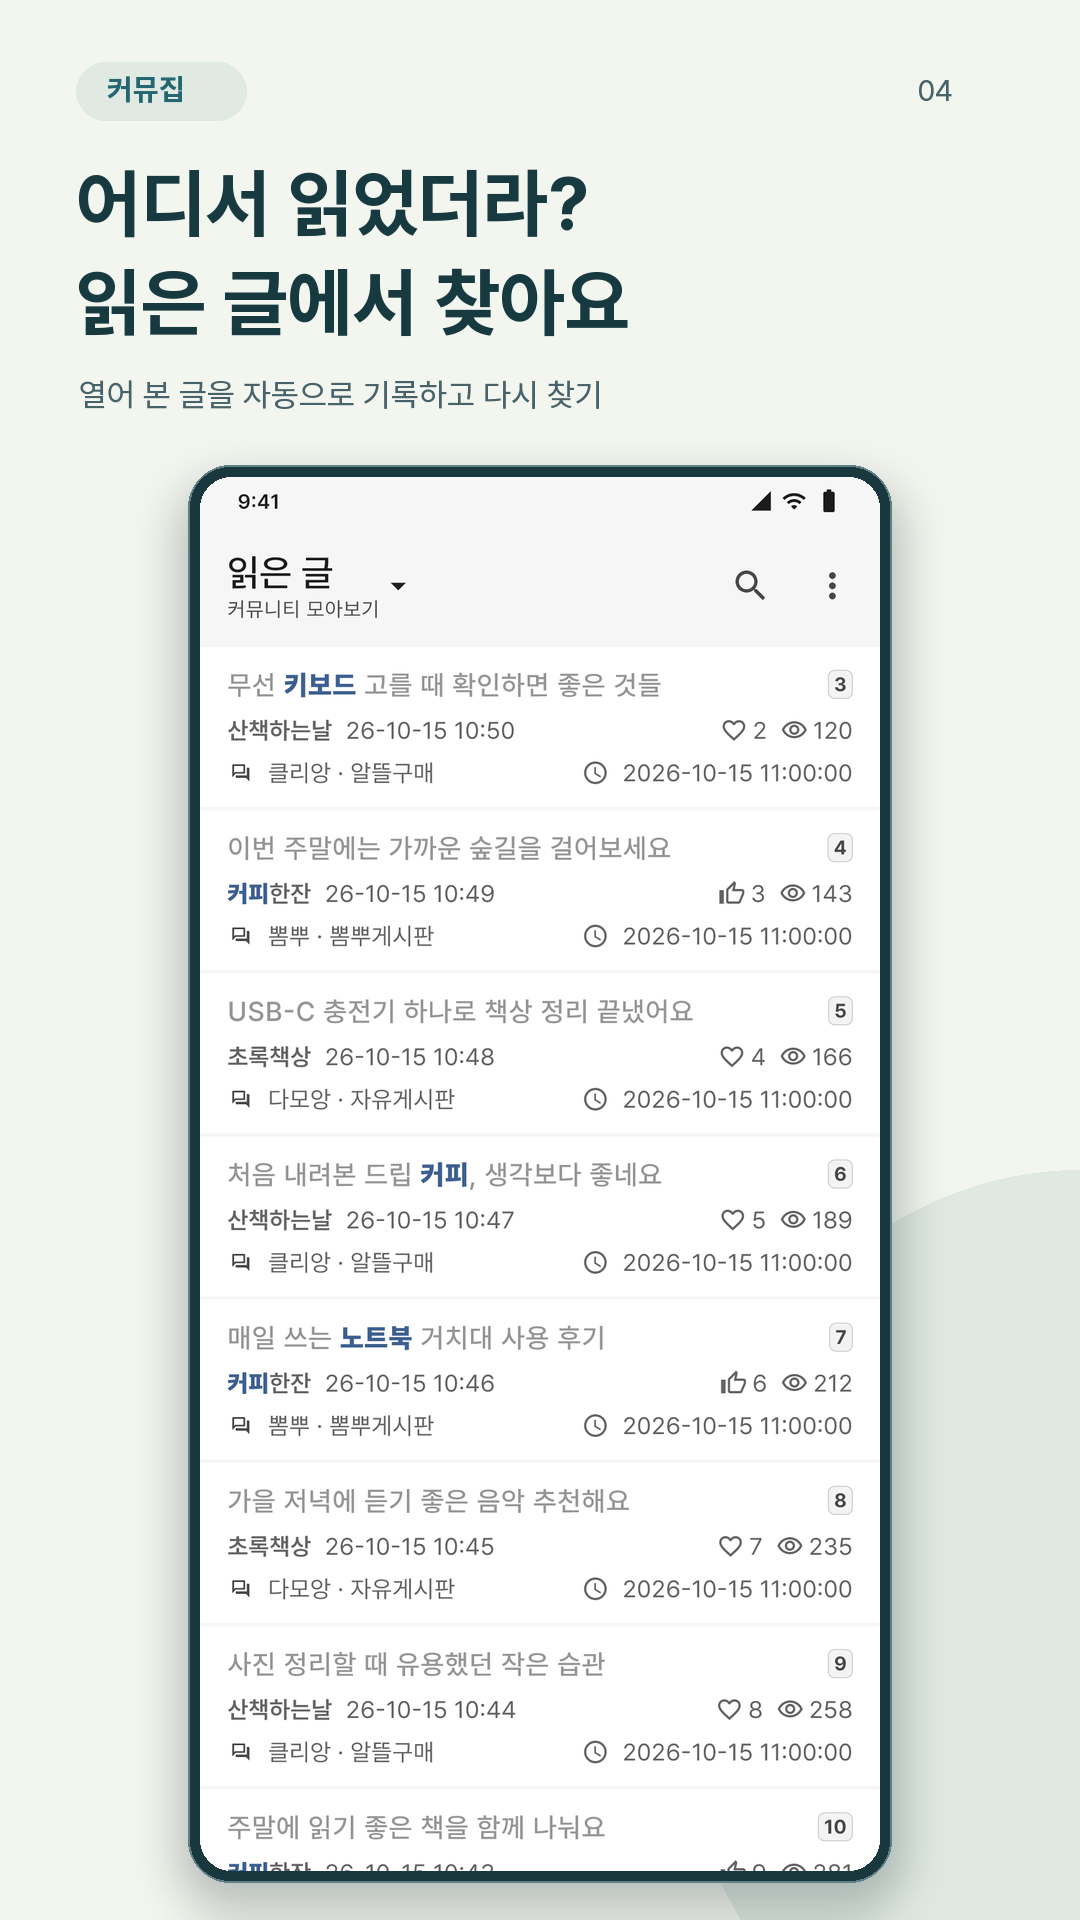 커뮤집
04
어디서 읽었더라?
읽은 글에서 찾아요
열어 본 글을 자동으로 기록하고 다시 찾기
9:41
읽은 글
커뮤니티 모아보기
무선 키보드 고를 때 확인하면 좋은 것들 3
산책하는날 26-10-15 10:50 2 120
클리앙 · 알뜰구매 2026-10-15 11:00:00
이번 주말에는 가까운 숲길을 걸어보세요 4
커피한잔 26-10-15 10:49 3 143
뽐뿌 · 뽐뿌게시판 2026-10-15 11:00:00
USB-C 충전기 하나로 책상 정리 끝냈어요 5
초록책상 26-10-15 10:48 4 166
다모앙 · 자유게시판 2026-10-15 11:00:00
처음 내려본 드립 커피, 생각보다 좋네요 6
산책하는날 26-10-15 10:47 5 189
클리앙 · 알뜰구매 2026-10-15 11:00:00
매일 쓰는 노트북 거치대 사용 후기 7
커피한잔 26-10-15 10:46 6 212
뽐뿌 · 뽐뿌게시판 2026-10-15 11:00:00
가을 저녁에 듣기 좋은 음악 추천해요 8
초록책상 26-10-15 10:45 7 235
다모앙 · 자유게시판 2026-10-15 11:00:00
사진 정리할 때 유용했던 작은 습관 9
산책하는날 26-10-15 10:44 8 258
클리앙 · 알뜰구매 2026-10-15 11:00:00
주말에 읽기 좋은 책을 함께 나눠요 10
커피한잔 26-10-15 10:43 9 281